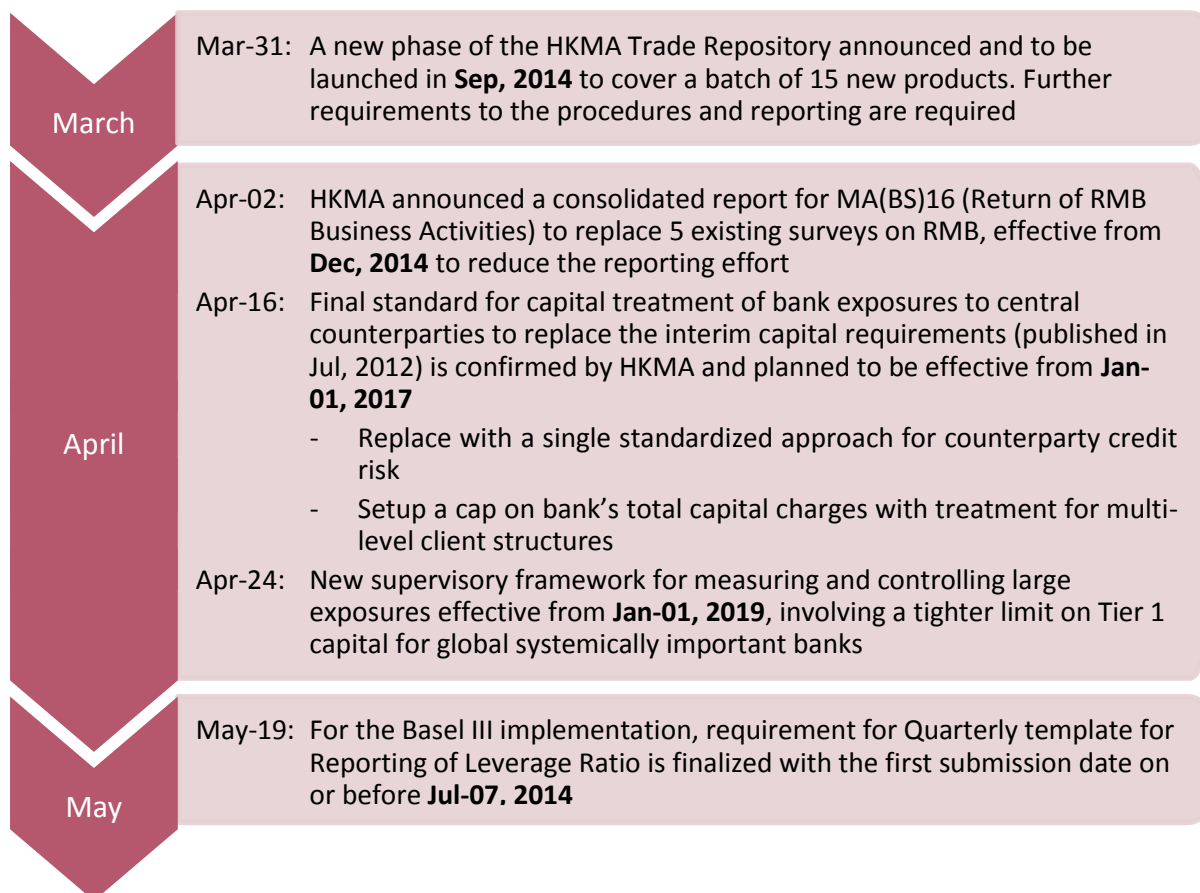 March
Mar-31: A new phase of the HKMA Trade Repository announced and to be
launched in Sep, 2014 to cover a batch of 15 new products. Further
requirements to the procedures and reporting are required
April
Apr-02: HKMA announced a consolidated report for MA(BS)16 (Return of RMB
Business Activities) to replace 5 existing surveys on RMB, effective from
Dec, 2014 to reduce the reporting effort
Apr-16: Final standard for capital treatment of bank exposures to central
counterparties to replace the interim capital requirements (published in
Jul, 2012) is confirmed by HKMA and planned to be effective from Jan-
01, 2017
- Replace with a single standardized approach for counterparty credit
risk
- Setup a cap on bank’s total capital charges with treatment for multi-
level client structures
Apr-24: New supervisory framework for measuring and controlling large
exposures effective from Jan-01, 2019, involving a tighter limit on Tier 1
capital for global systemically important banks
May
May-19: For the Basel III implementation, requirement for Quarterly template for
Reporting of Leverage Ratio is finalized with the first submission date on
or before Jul-07, 2014